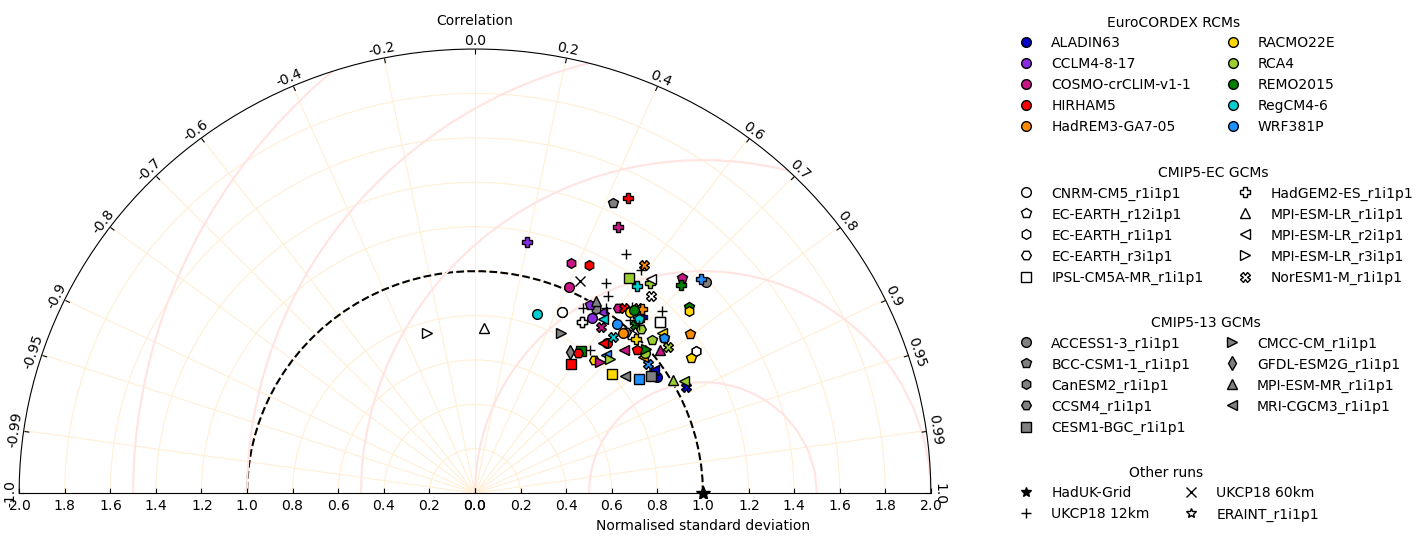 Correlation
0.0
-0.2
0.2
-0.4
0.4
-0.6
0.6
-0.7
0.7
-0.8
0.8
-0.9
0.9
-0.95
0.95
-0.99
0.99
1.0
1.0
2.0 1.8 1.6 1.4 1.2 1.0 0.8 0.6 0.4 0.2 0.0 0.2 0.4 0.6 0.8 1.0 1.2 1.4 1.6 1.8 2.0
Normalised standard deviation
EuroCORDEX RCMs
ALADIN63
CCLM4-8-17
COSMO-crCLIM-v1-1
HIRHAM5
HadREM3-GA7-05
RACMO22E
RCA4
REMO2015
RegCM4-6
WRF381P
CMIP5-EC GCMs
CNRM-CM5_r1i1p1
EC-EARTH_r12i1p1
EC-EARTH_r1i1p1
EC-EARTH_r3i1p1
IPSL-CM5A-MR_r1i1p1
HadGEM2-ES_r1i1p1
MPI-ESM-LR_r1i1p1
MPI-ESM-LR_r2i1p1
MPI-ESM-LR_r3i1p1
NorESM1-M_r1i1p1
CMIP5-13 GCMs
ACCESS1-3_r1i1p1
BCC-CSM1-1_r1i1p1
CanESM2_r1i1p1
CCSM4_r1i1p1
CESM1-BGC_r1i1p1
CMCC-CM_r1i1p1
GFDL-ESM2G_r1i1p1
MPI-ESM-MR_r1i1p1
MRI-CGCM3_r1i1p1
Other runs
HadUK-Grid
UKCP18 12km
UKCP18 60km
ERAINT_r1i1p1